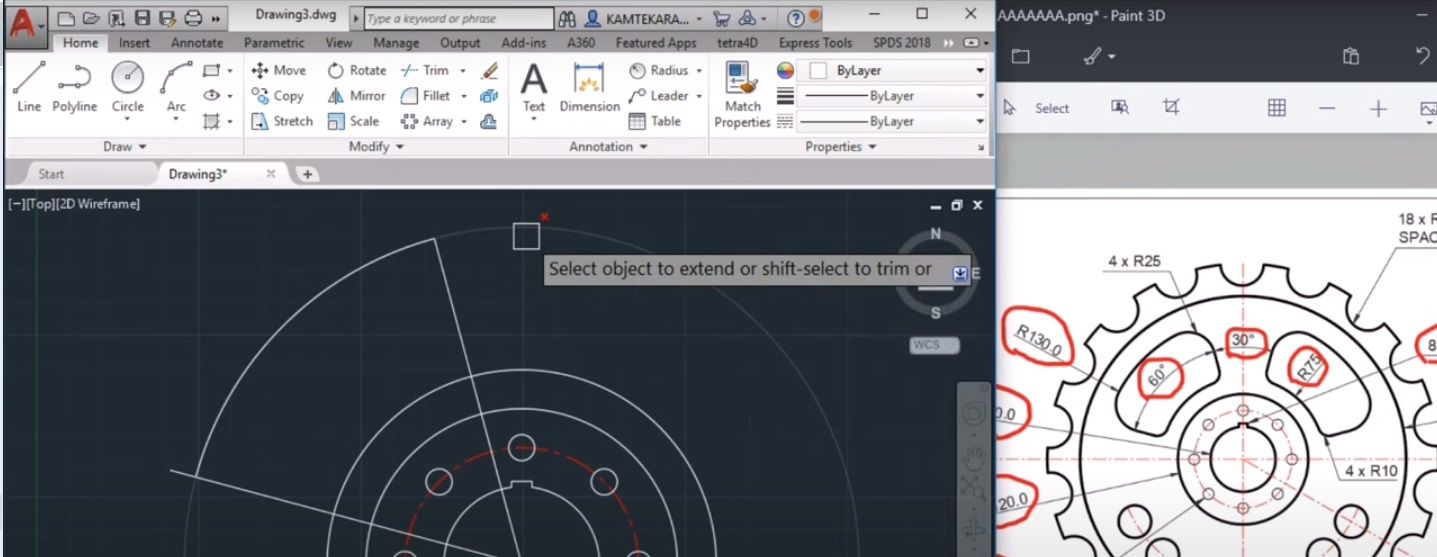 Drawing3.dwg
Type a keyword or phrase
KAMTEKARA...
Home Insert Annotate Parametric View Manage Output Add-ins A360 Featured Apps tetra4D Express Tools SPDS 2018
Line Polyline Circle Arc
Move Rotate Trim
Copy Mirror Fillet
Stretch Scale Array
Text Dimension
Radius
Leader
Table
Match
Properties
ByLayer
ByLayer
ByLayer
Draw Modify Annotation Properties
Start Drawing3*
[−][Top][2D Wireframe]
N
E
S
WCS
Select object to extend or shift-select to trim or
AAAAAAA.png* - Paint 3D
Select
18 x R
SPAC
4 x R25
R130.0
30°
60°
R75
8
0.0
20.0
4 x R10